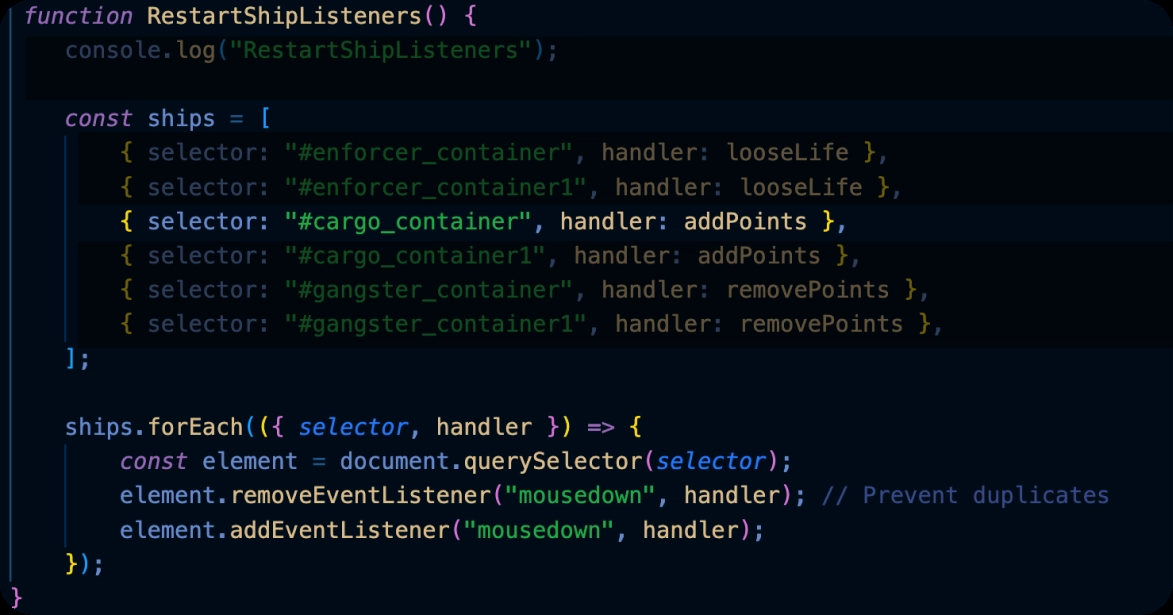 function RestartShipListeners() {
console.log("RestartShipListeners");
const ships = [
{ selector: "#enforcer_container", handler: looseLife },
{ selector: "#enforcer_container1", handler: looseLife },
{ selector: "#cargo_container", handler: addPoints },
{ selector: "#cargo_container1", handler: addPoints },
{ selector: "#gangster_container", handler: removePoints },
{ selector: "#gangster_container1", handler: removePoints },
];
ships.forEach(({ selector, handler }) => {
const element = document.querySelector(selector);
element.removeEventListener("mousedown", handler); // Prevent duplicates
element.addEventListener("mousedown", handler);
});
}